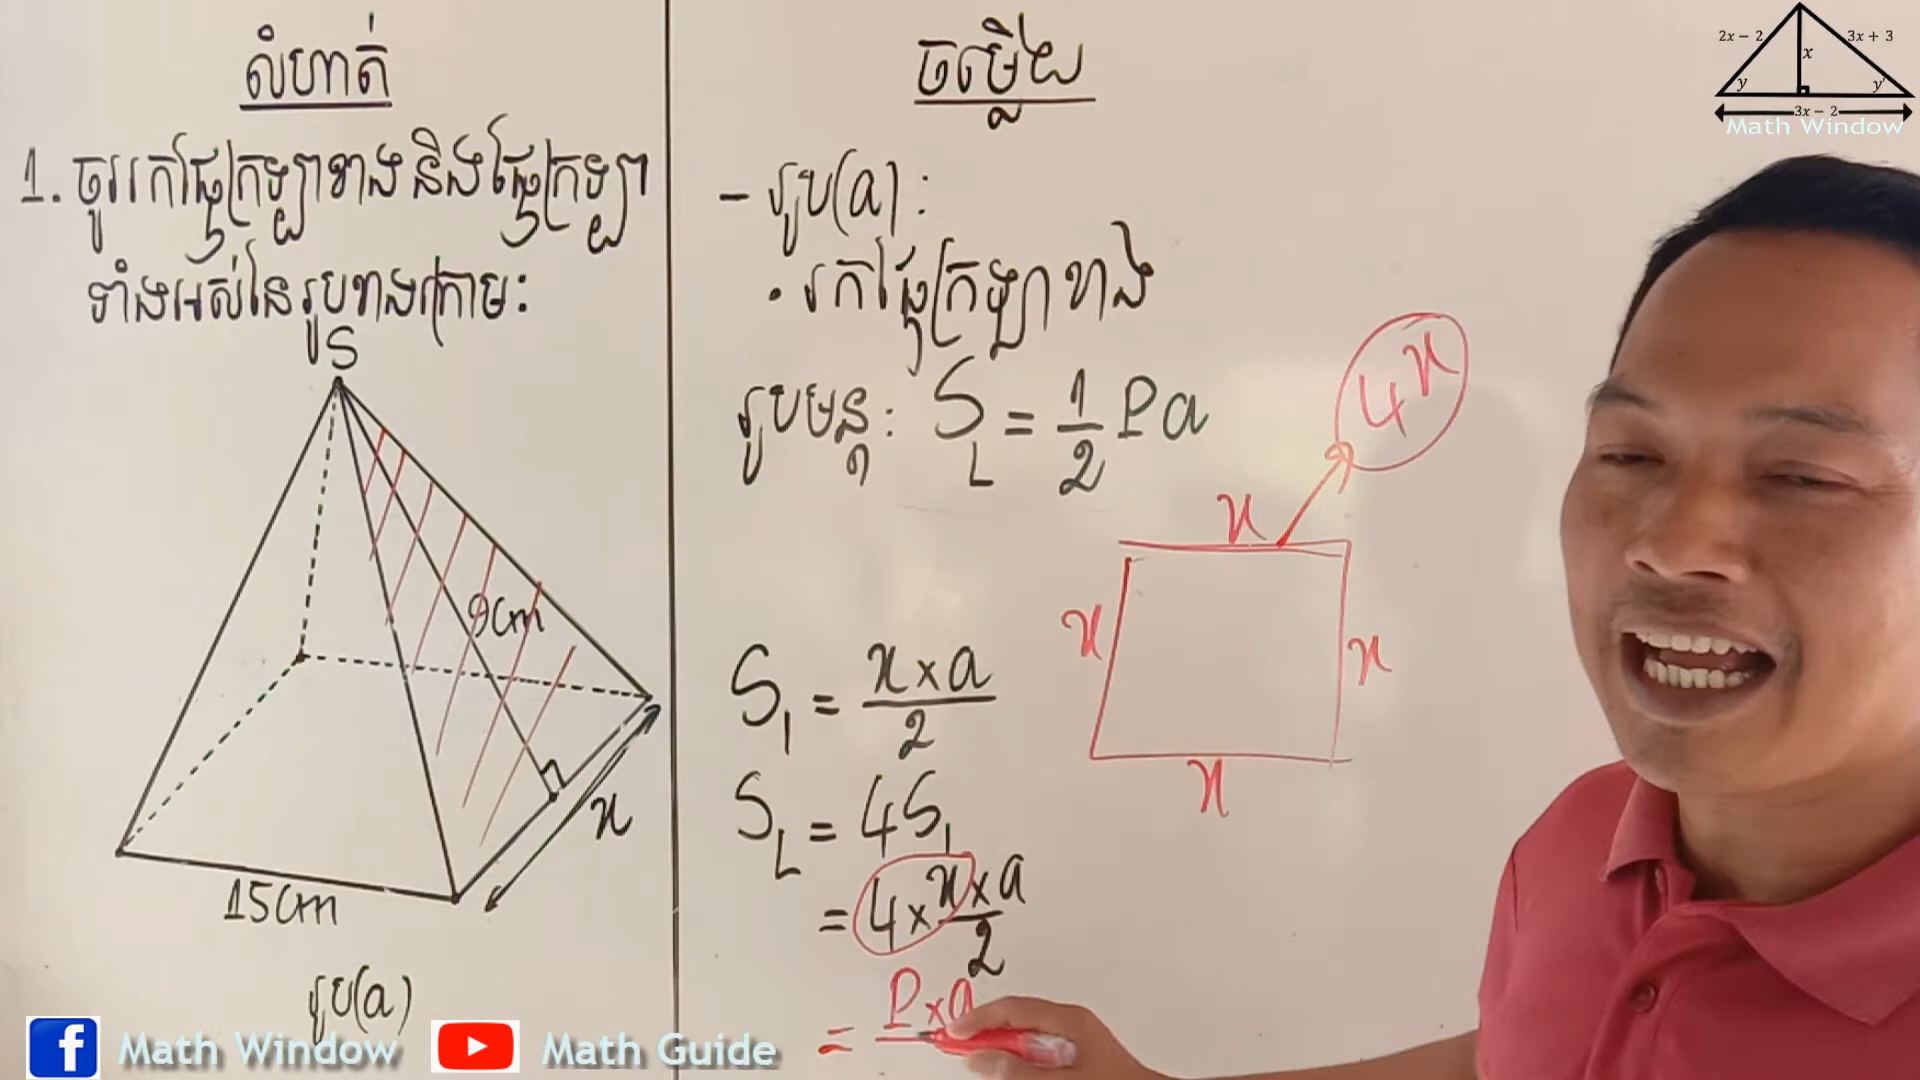 លំហាត់
1. ចូររកផ្ទៃក្រឡាខាងនិងផ្ទៃក្រឡា
ទាំងអស់នៃរូបខាងក្រោម:
S
9cm
x
15cm
រូប(a)
ចម្លើយ
- រូប(a) :
• រកផ្ទៃក្រឡាខាង
រូបមន្ត: S_L = 1/2 Pa
4x
x
x
x
x
S_1 = x×a/2
S_L = 4S_1
= 4×x×a/2
= P×a
2x − 2
3x + 3
x
y
y'
3x − 2
Math Window
Math Window
Math Guide